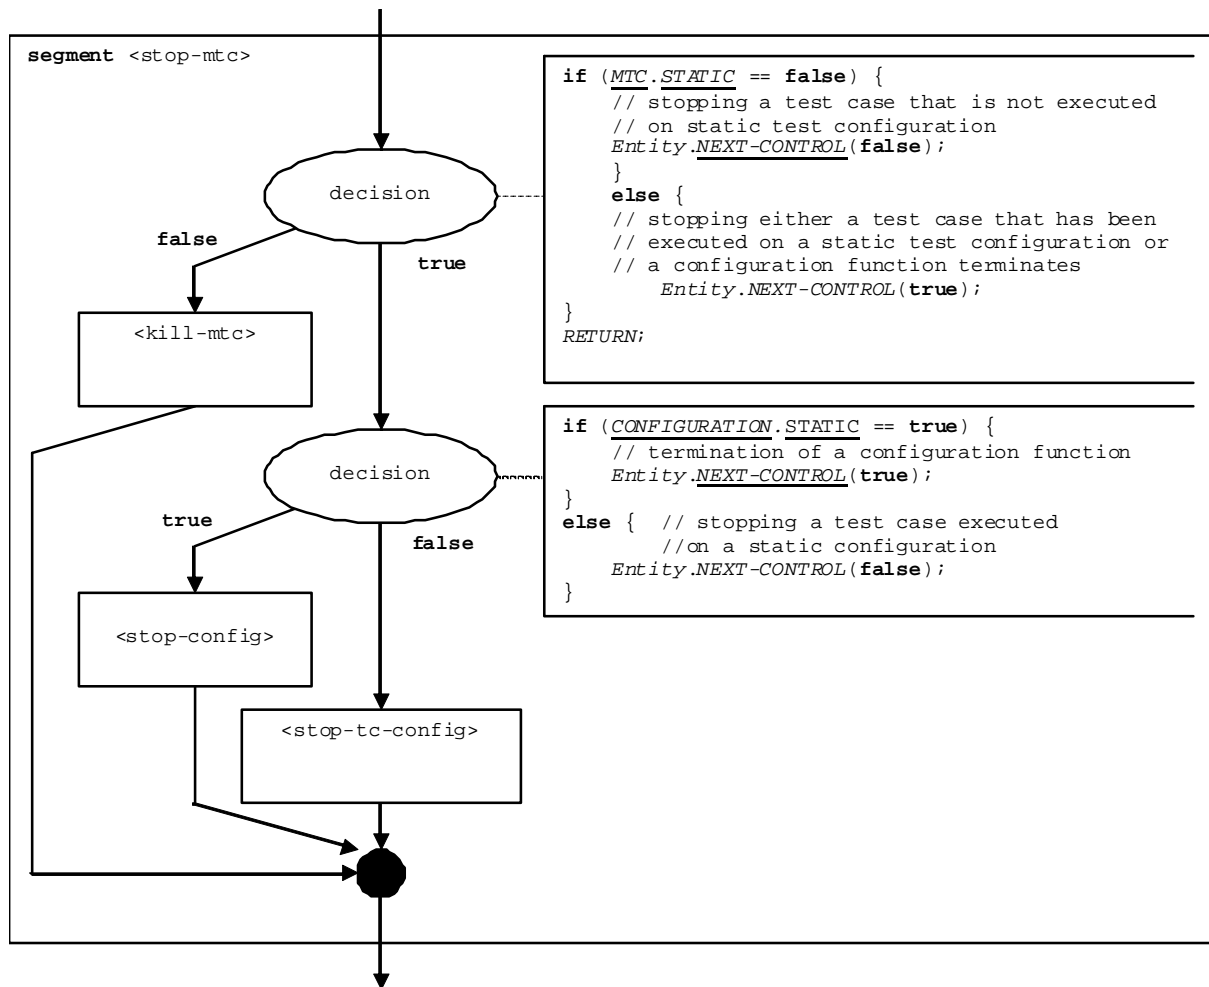 segment <stop-mtc>
if (MTC.STATIC == false) {
// stopping a test case that is not executed
// on static test configuration
Entity.NEXT-CONTROL(false);
}
else {
// stopping either a test case that has been
// executed on a static test configuration or
// a configuration function terminates
Entity.NEXT-CONTROL(true);
}
RETURN;
decision
false
true
<kill-mtc>
if (CONFIGURATION.STATIC == true) {
// termination of a configuration function
Entity.NEXT-CONTROL(true);
}
else {  // stopping a test case executed
//on a static configuration
Entity.NEXT-CONTROL(false);
}
decision
true
false
<stop-config>
<stop-tc-config>